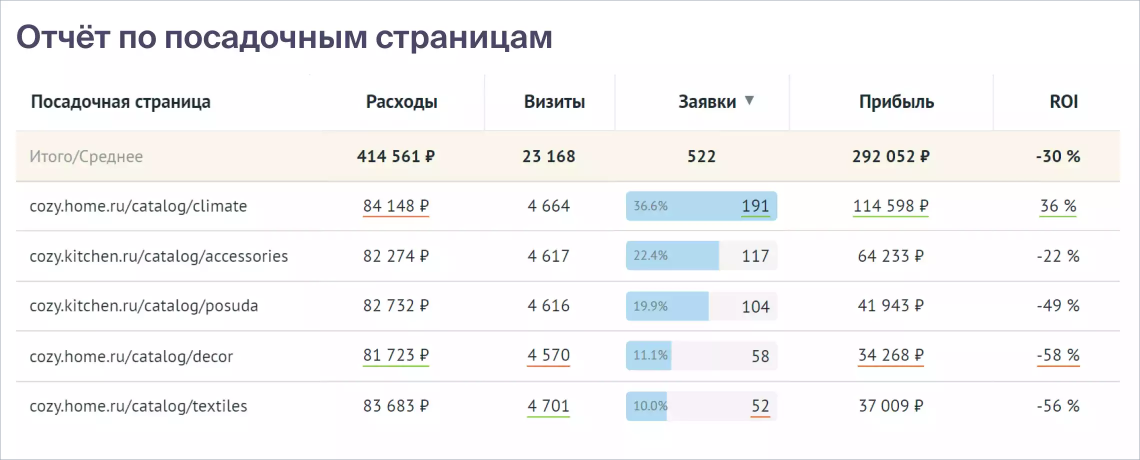 Отчёт по посадочным страницам
Посадочная страница Расходы Визиты Заявки ▼ Прибыль ROI
Итого/Среднее 414 561 ₽ 23 168 522 292 052 ₽ -30 %
cozy.home.ru/catalog/climate 84 148 ₽ 4 664 36.6% 191 114 598 ₽ 36 %
cozy.kitchen.ru/catalog/accessories 82 274 ₽ 4 617 22.4% 117 64 233 ₽ -22 %
cozy.kitchen.ru/catalog/posuda 82 732 ₽ 4 616 19.9% 104 41 943 ₽ -49 %
cozy.home.ru/catalog/decor 81 723 ₽ 4 570 11.1% 58 34 268 ₽ -58 %
cozy.home.ru/catalog/textiles 83 683 ₽ 4 701 10.0% 52 37 009 ₽ -56 %